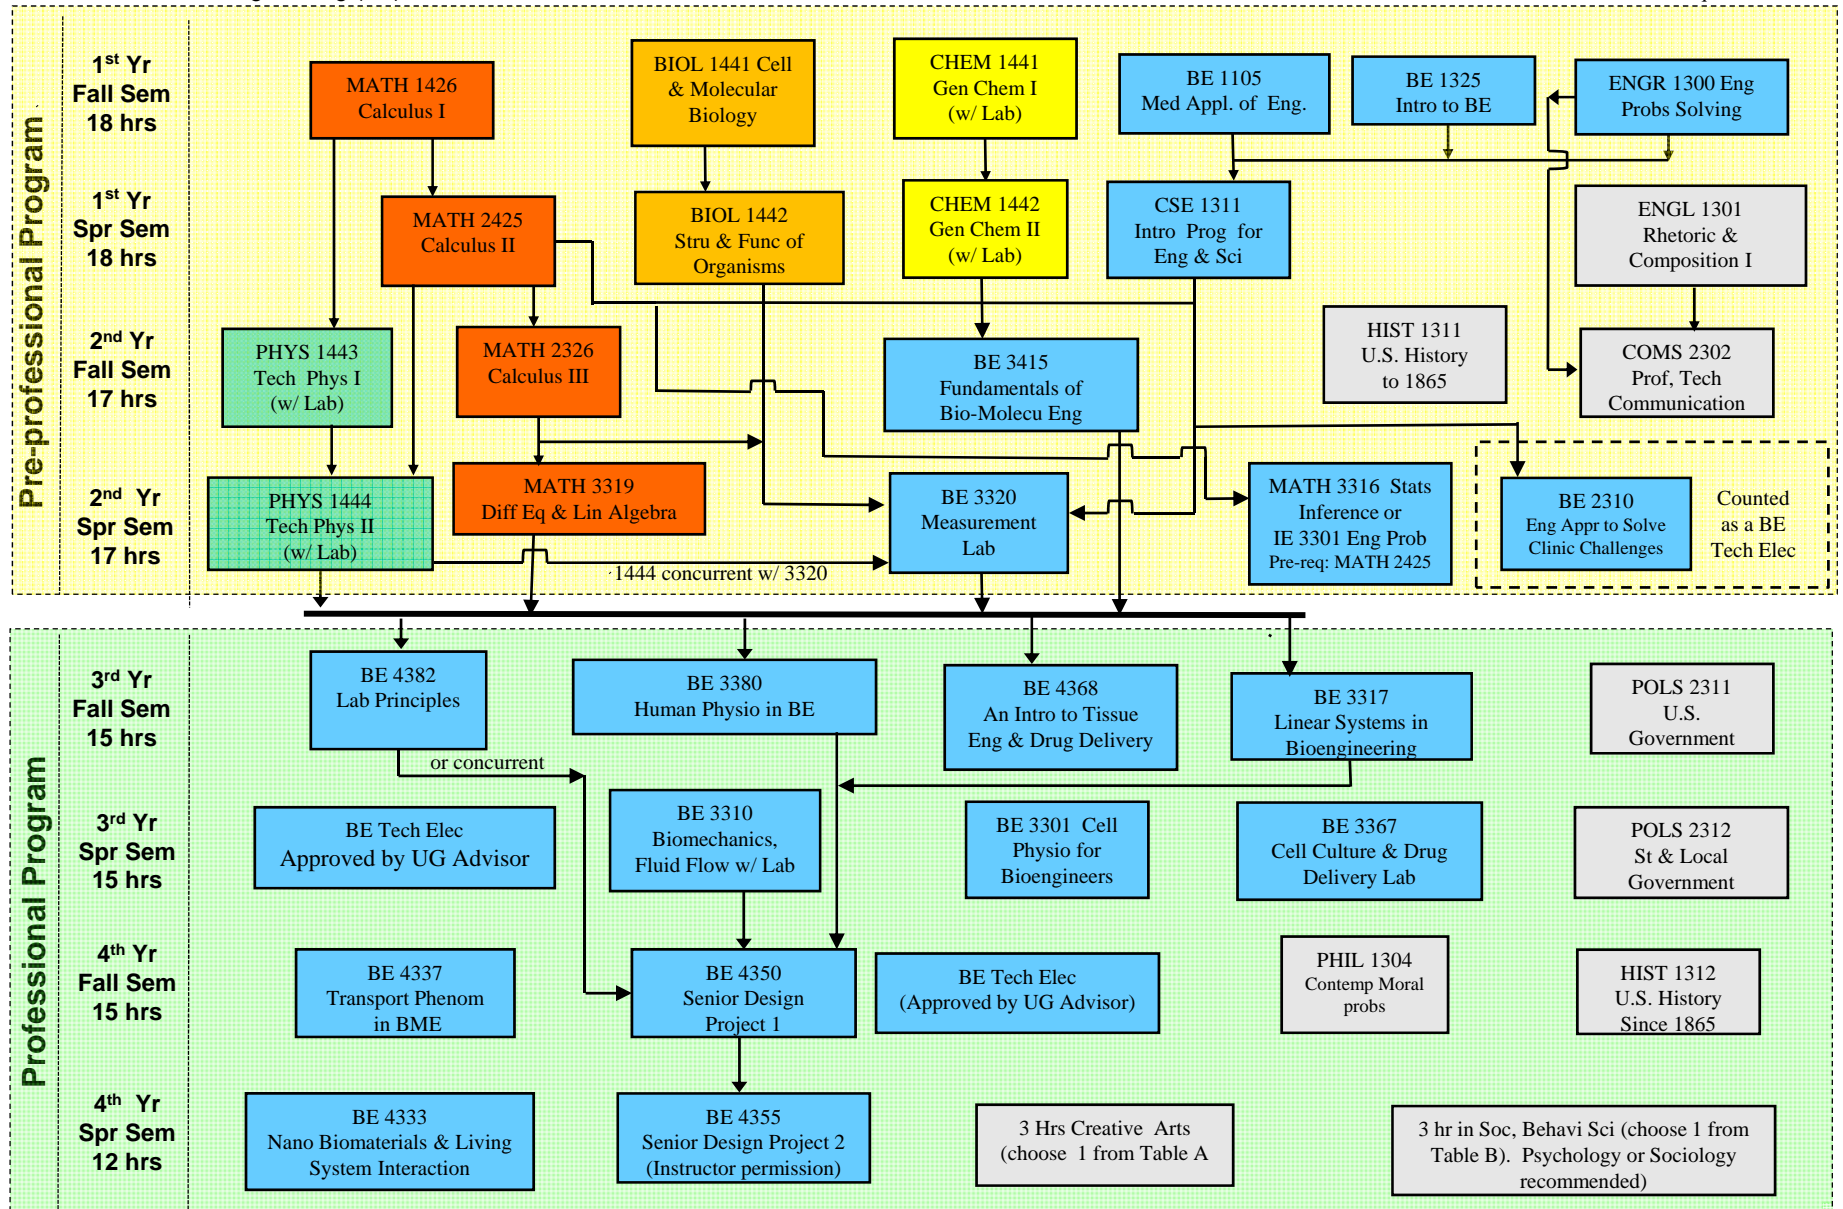 Pre-professional Program
1st Yr
Fall Sem
18 hrs
MATH 1426
Calculus I
BIOL 1441 Cell
& Molecular
Biology
CHEM 1441
Gen Chem I
(w/ Lab)
BE 1105
Med Appl. of Eng.
BE 1325
Intro to BE
ENGR 1300 Eng
Probs Solving
1st Yr
Spr Sem
18 hrs
MATH 2425
Calculus II
BIOL 1442
Stru & Func of
Organisms
CHEM 1442
Gen Chem II
(w/ Lab)
CSE 1311
Intro Prog for
Eng & Sci
ENGL 1301
Rhetoric &
Composition I
2nd Yr
Fall Sem
17 hrs
PHYS 1443
Tech Phys I
(w/ Lab)
MATH 2326
Calculus III
BE 3415
Fundamentals of
Bio-Molecu Eng
HIST 1311
U.S. History
to 1865
COMS 2302
Prof, Tech
Communication
2nd Yr
Spr Sem
17 hrs
PHYS 1444
Tech Phys II
(w/ Lab)
MATH 3319
Diff Eq & Lin Algebra
1444 concurrent w/ 3320
BE 3320
Measurement
Lab
MATH 3316 Stats
Inference or
IE 3301 Eng Prob
Pre-req: MATH 2425
BE 2310
Eng Appr to Solve
Clinic Challenges
Counted
as a BE
Tech Elec
Professional Program
3rd Yr
Fall Sem
15 hrs
BE 4382
Lab Principles
or concurrent
BE 3380
Human Physio in BE
BE 4368
An Intro to Tissue
Eng & Drug Delivery
BE 3317
Linear Systems in
Bioengineering
POLS 2311
U.S.
Government
3rd Yr
Spr Sem
15 hrs
BE Tech Elec
Approved by UG Advisor
BE 3310
Biomechanics,
Fluid Flow w/ Lab
BE 3301 Cell
Physio for
Bioengineers
BE 3367
Cell Culture & Drug
Delivery Lab
POLS 2312
St & Local
Government
4th Yr
Fall Sem
15 hrs
BE 4337
Transport Phenom
in BME
BE 4350
Senior Design
Project 1
BE Tech Elec
(Approved by UG Advisor)
PHIL 1304
Contemp Moral
probs
HIST 1312
U.S. History
Since 1865
4th Yr
Spr Sem
12 hrs
BE 4333
Nano Biomaterials & Living
System Interaction
BE 4355
Senior Design Project 2
(Instructor permission)
3 Hrs Creative Arts
(choose 1 from Table A
3 hr in Soc, Behavi Sci (choose 1 from
Table B). Psychology or Sociology
recommended)